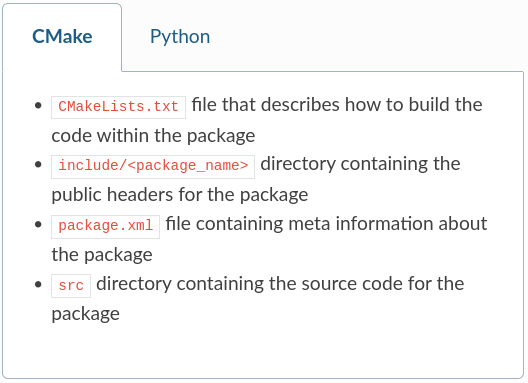 CMake Python
• CMakeLists.txt file that describes how to build the
code within the package
• include/<package_name> directory containing the
public headers for the package
• package.xml file containing meta information about
the package
• src directory containing the source code for the
package